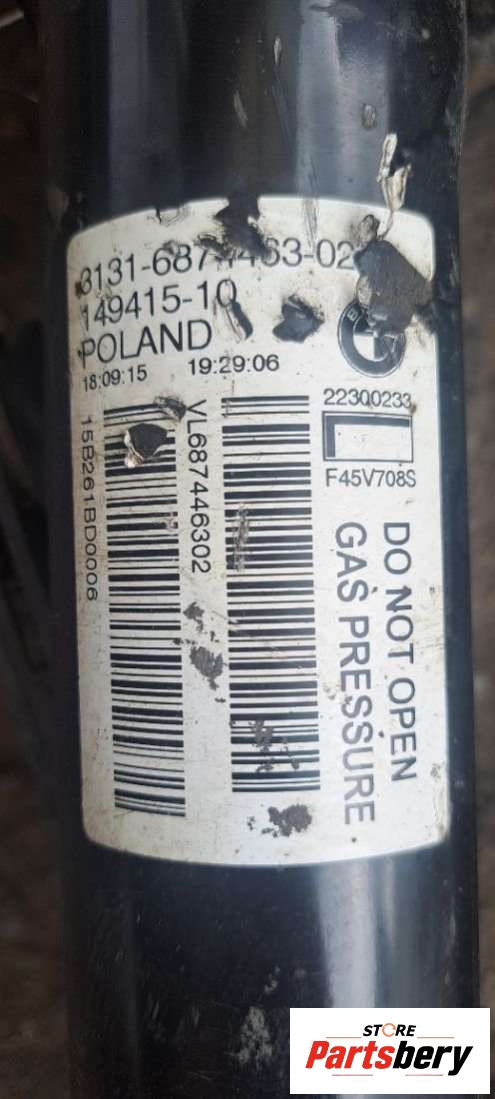 149415-10
POLAND
18:09:15 19:29:06
22300233
L
F45V708S
15B261BD0006
VL687446302
DO NOT OPEN
GAS PRESSURE
STORE
Partsbery